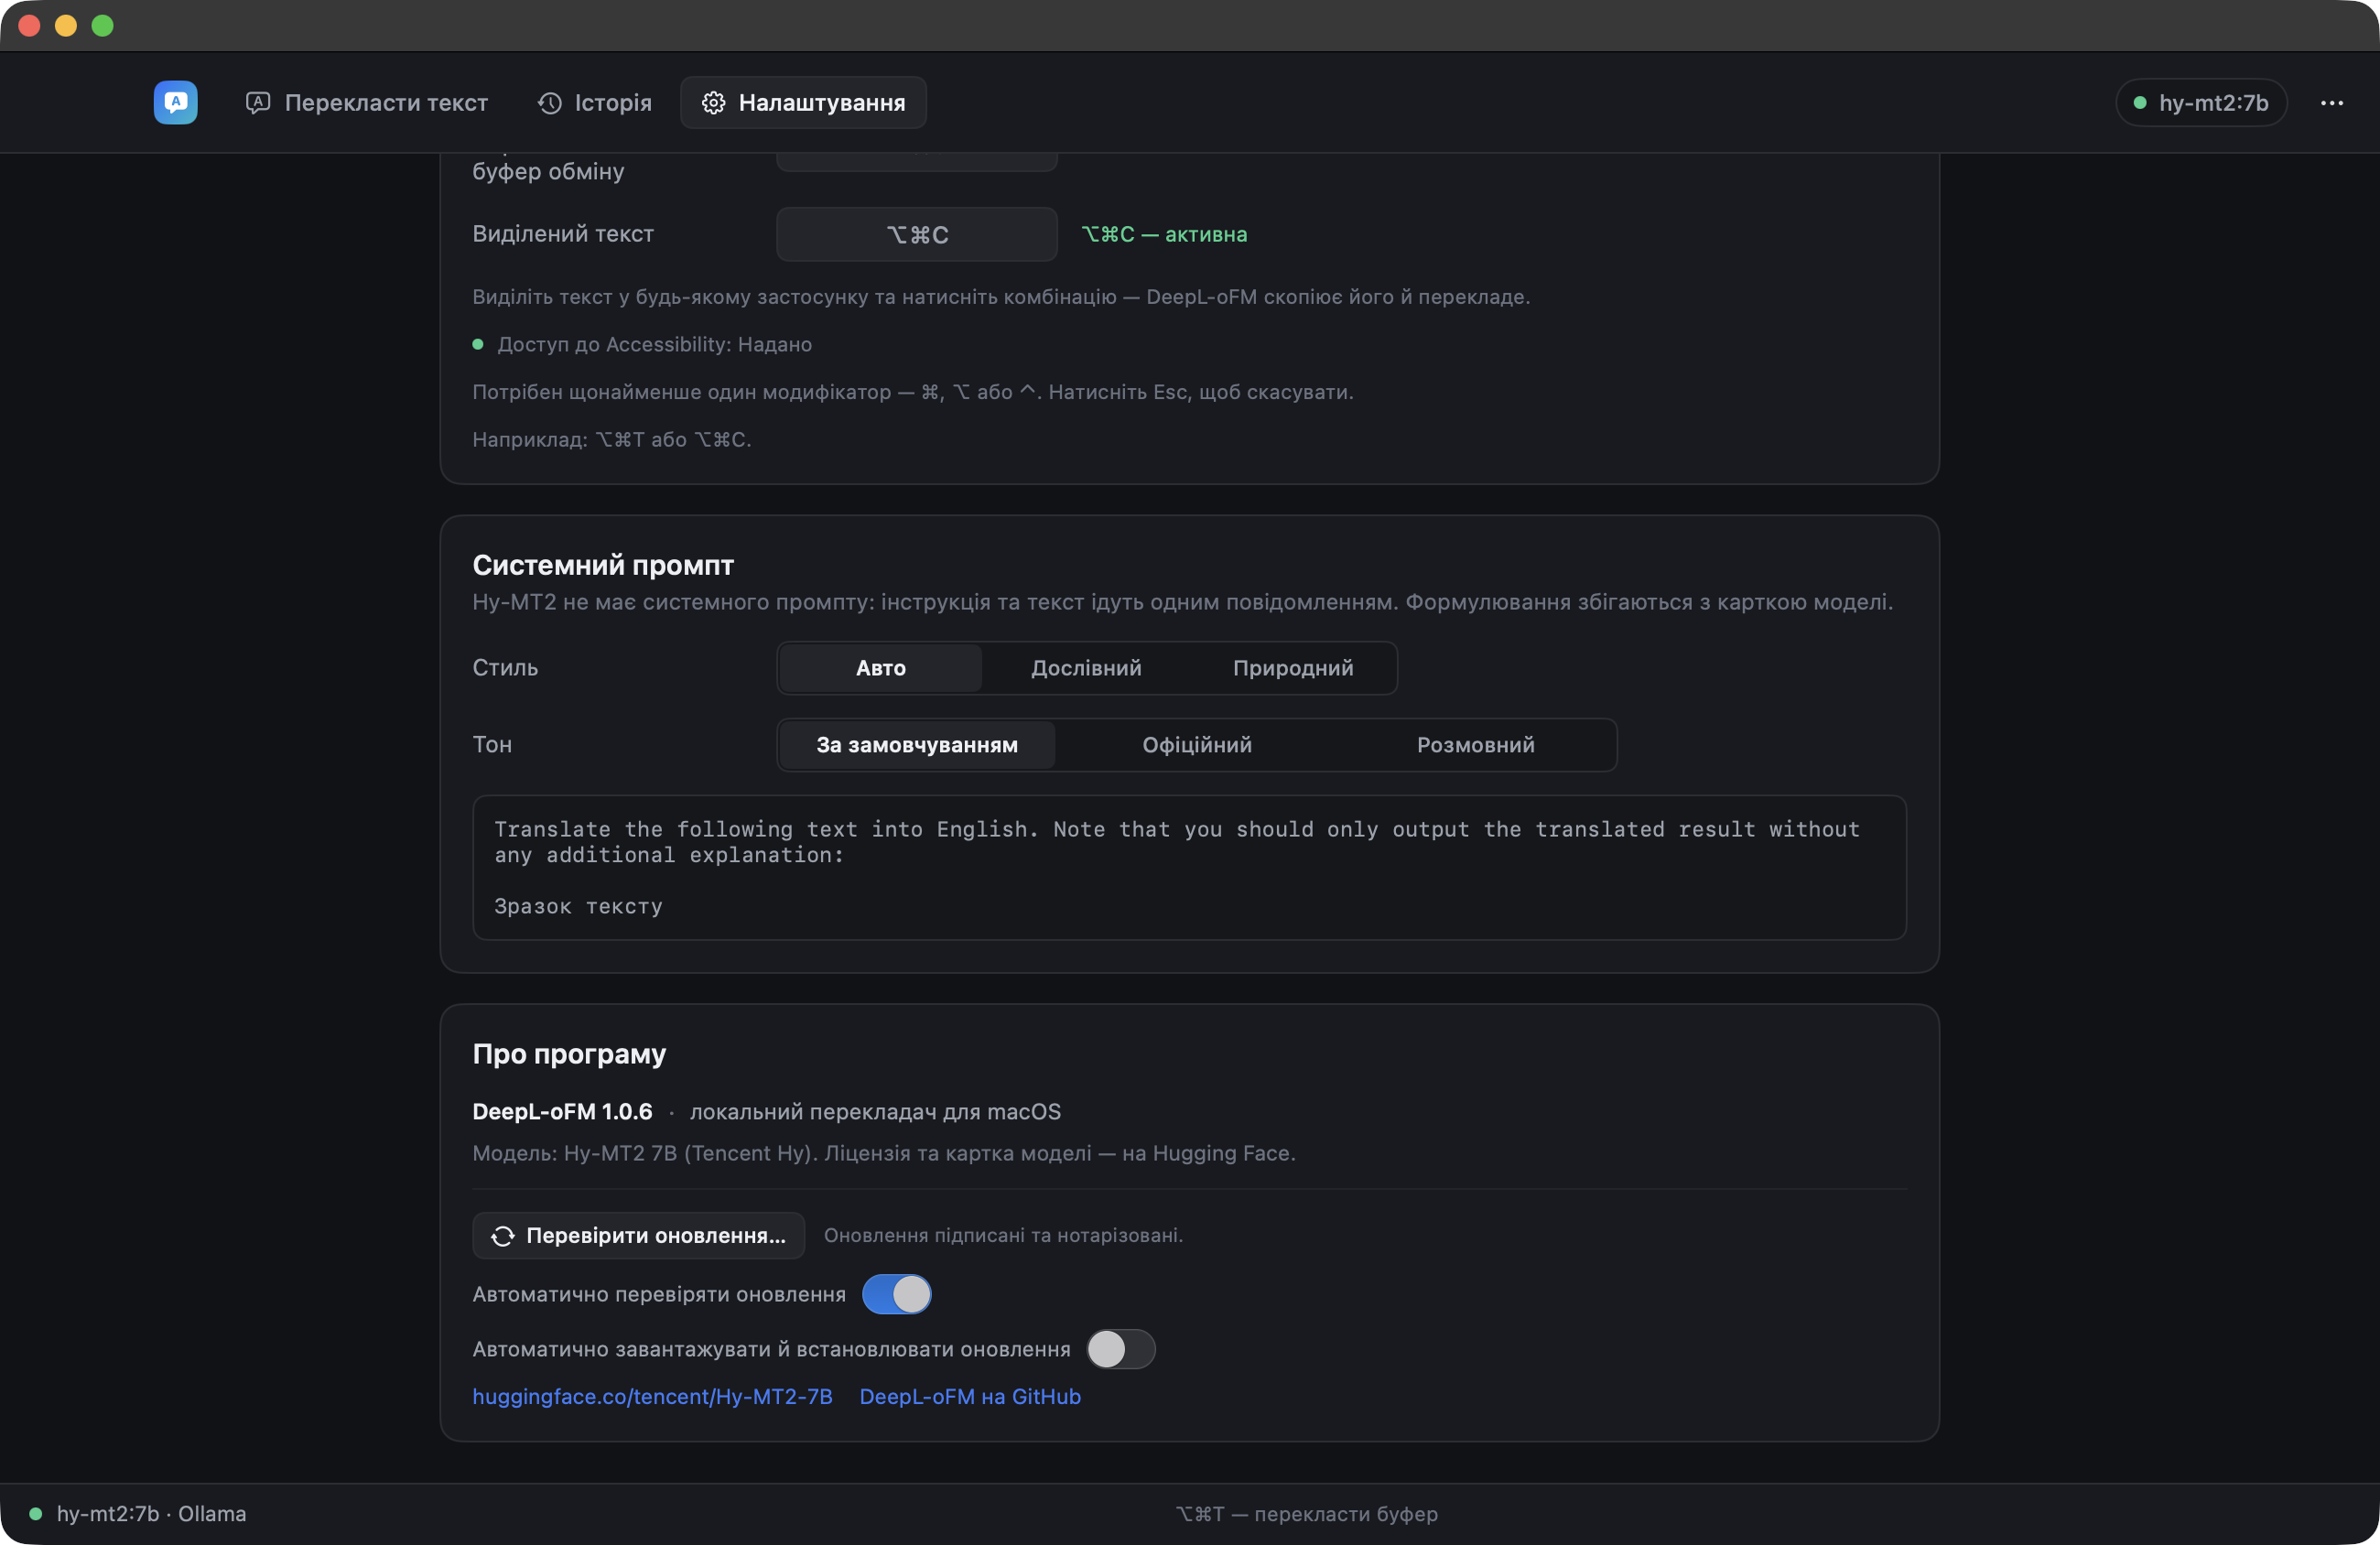 Перекласти текст
Історія
Налаштування
hy-mt2:7b
буфер обміну
Виділений текст
⌥⌘C
⌥⌘C — активна
Виділіть текст у будь-якому застосунку та натисніть комбінацію — DeepL-oFM скопіює його й перекладе.
Доступ до Accessibility: Надано
Потрібен щонайменше один модифікатор — ⌘, ⌥ або ^. Натисніть Esc, щоб скасувати.
Наприклад: ⌥⌘T або ⌥⌘C.
Системний промпт
Hy-MT2 не має системного промпту: інструкція та текст ідуть одним повідомленням. Формулювання збігаються з карткою моделі.
Стиль
Авто
Дослівний
Природний
Тон
За замовчуванням
Офіційний
Розмовний
Translate the following text into English. Note that you should only output the translated result without
any additional explanation:
Зразок тексту
Про програму
DeepL-oFM 1.0.6 · локальний перекладач для macOS
Модель: Hy-MT2 7B (Tencent Hy). Ліцензія та картка моделі — на Hugging Face.
Перевірити оновлення...
Оновлення підписані та нотарізовані.
Автоматично перевіряти оновлення
Автоматично завантажувати й встановлювати оновлення
huggingface.co/tencent/Hy-MT2-7B
DeepL-oFM на GitHub
hy-mt2:7b · Ollama
⌥⌘T — перекласти буфер